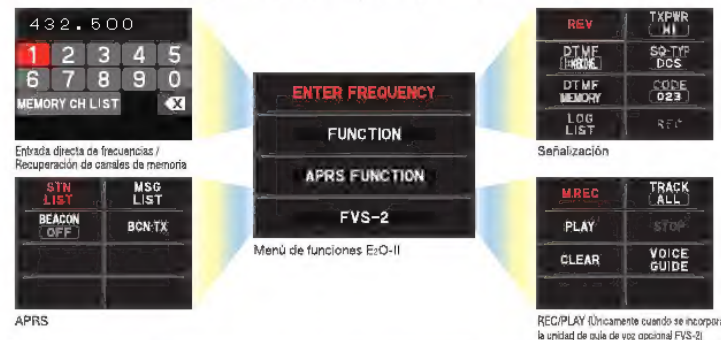 432.500
1 2 3 4 5
6 7 8 9 0
MEMORY CH LIST X
Entrada directa de frecuencias /
Recuperación de canales de memoria
STN LIST
MSG LIST
BEACON OFF
BCN-TX
APRS
ENTER FREQUENCY
FUNCTION
APRS FUNCTION
FVS-2
Menú de funciones E2O-II
REV
TXPWR HI
DTMF
SQ-TYP DCS
DTMF MEMORY
CODE 023
LOG LIST
REC
Señalización
M.REC
TRACK ALL
PLAY
STOP
CLEAR
VOICE GUIDE
REC/PLAY (Únicamente cuando se incorpora
la unidad de guía de voz opcional FVS-2)